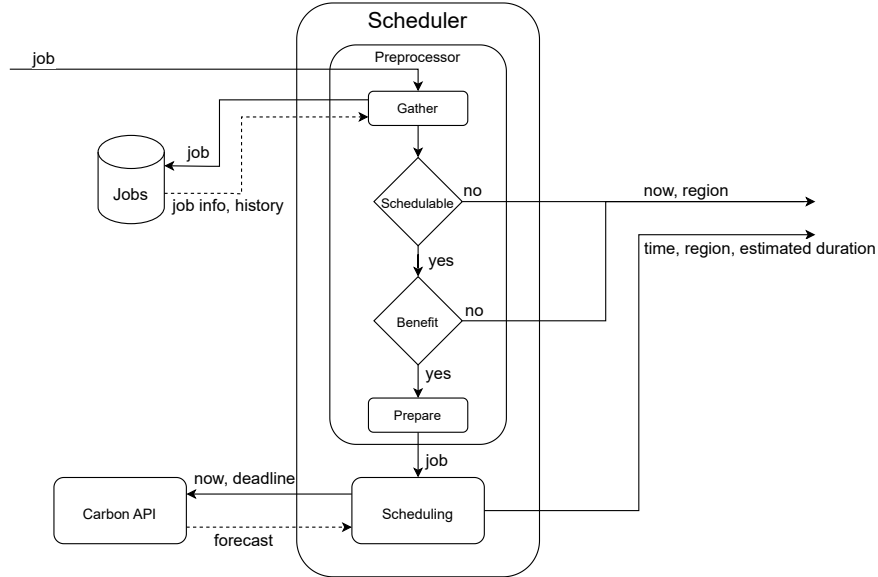 Scheduler
Preprocessor
job
Gather
job
Jobs
job info, history
Schedulable
no
now, region
time, region, estimated duration
yes
Benefit
no
yes
Prepare
job
now, deadline
Carbon API
Scheduling
forecast